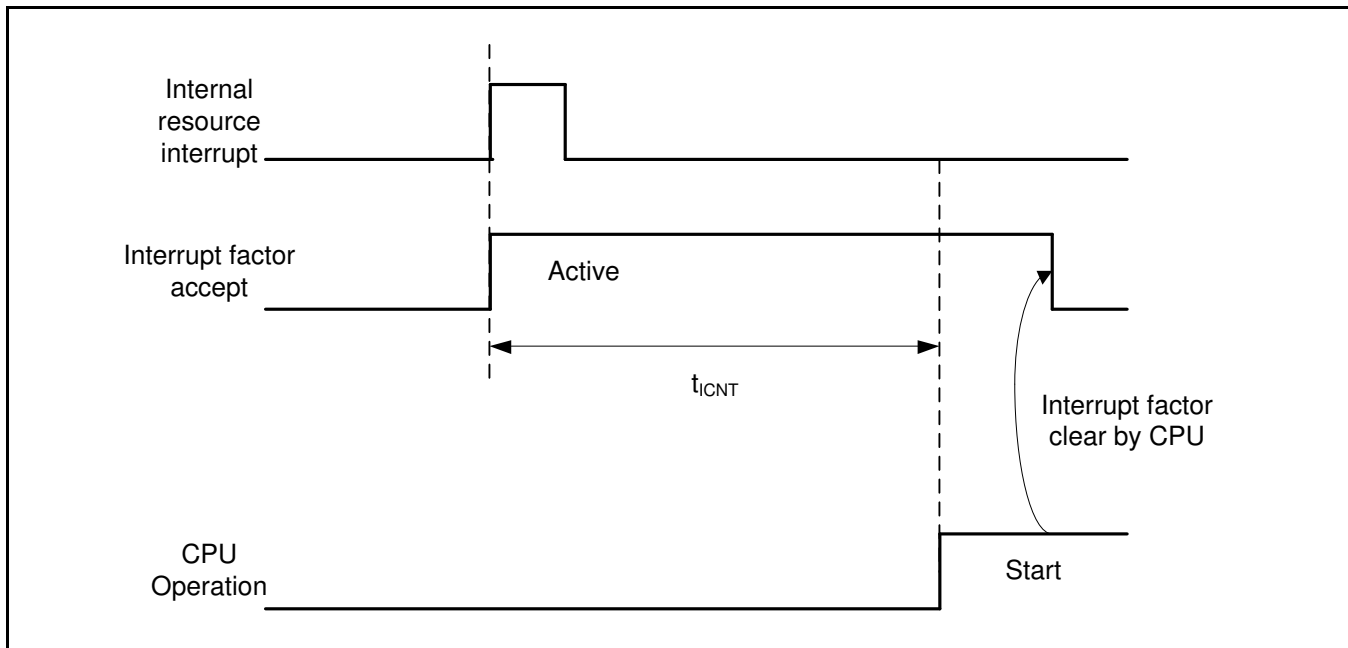 Internal
resource
interrupt
Interrupt factor
accept
Active
tICNT
Interrupt factor
clear by CPU
CPU
Operation
Start